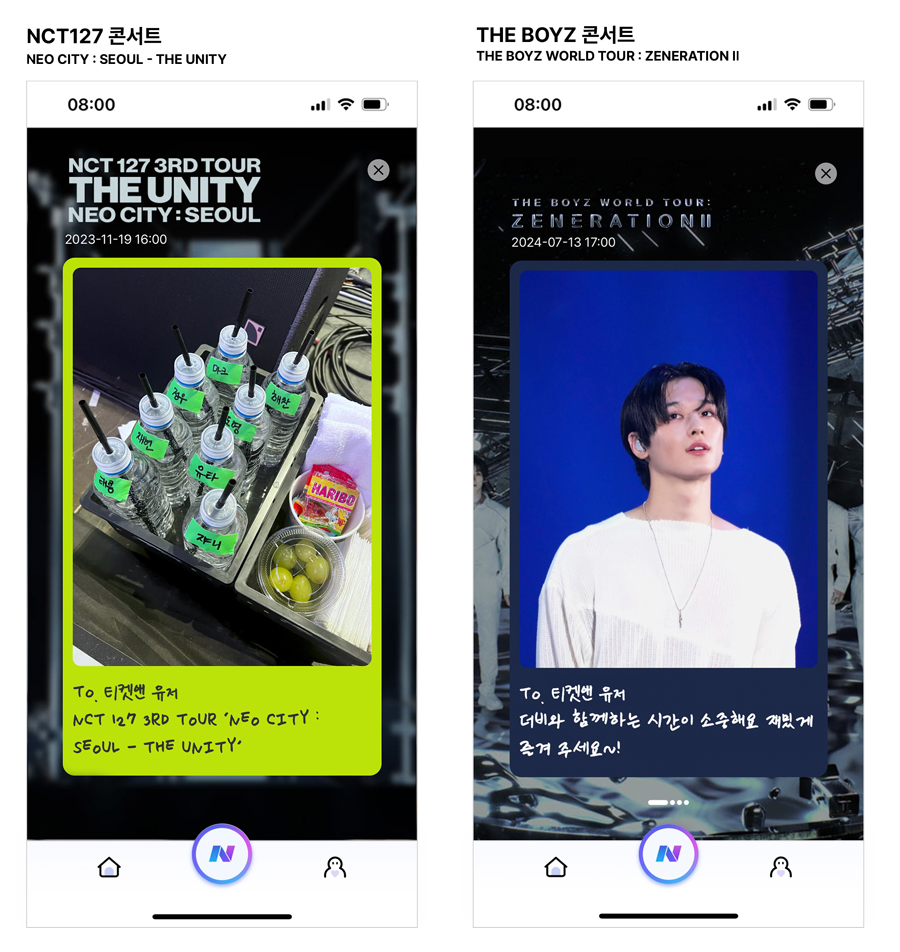 NCT127 콘서트
NEO CITY : SEOUL - THE UNITY
08:00
NCT 127 3RD TOUR
THE UNITY
NEO CITY : SEOUL
2023-11-19 16:00
마크
정우
해찬
도영
재현
유타
태용
쟈니
HARIBO
To. 티켓앤 유저
NCT 127 3RD TOUR 'NEO CITY :
SEOUL - THE UNITY'
N
THE BOYZ 콘서트
THE BOYZ WORLD TOUR : ZENERATION II
08:00
THE BOYZ WORLD TOUR:
ZENERATION II
2024-07-13 17:00
To. 티켓앤 유저
더비와 함께하는 시간이 소중해요 재밌게
즐겨 주세요~!
N